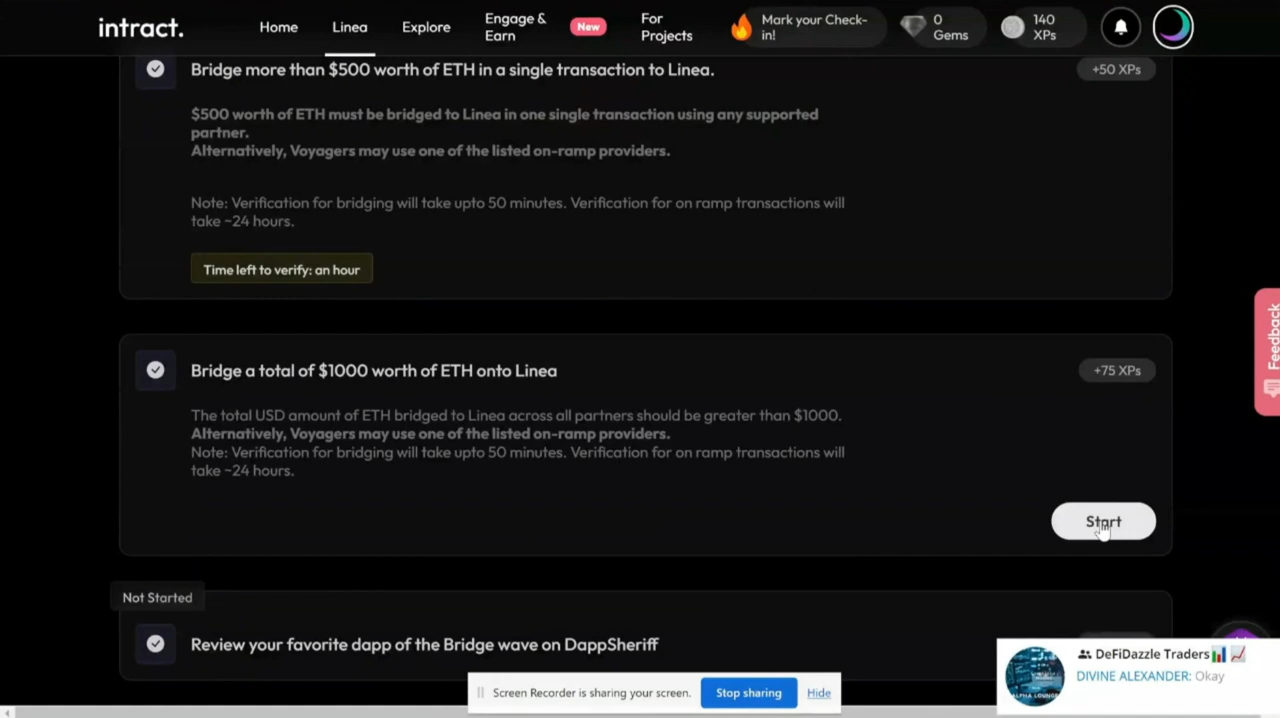 intract.
Home
Linea
Explore
Engage &
Earn
New
For
Projects
Mark your Check-
in!
0
Gems
140
XPs
Bridge more than $500 worth of ETH in a single transaction to Linea.
+50 XPs
$500 worth of ETH must be bridged to Linea in one single transaction using any supported
partner.
Alternatively, Voyagers may use one of the listed on-ramp providers.
Note: Verification for bridging will take upto 50 minutes. Verification for on ramp transactions will
take ~24 hours.
Time left to verify: an hour
Feedback
Bridge a total of $1000 worth of ETH onto Linea
+75 XPs
The total USD amount of ETH bridged to Linea across all partners should be greater than $1000.
Alternatively, Voyagers may use one of the listed on-ramp providers.
Note: Verification for bridging will take upto 50 minutes. Verification for on ramp transactions will
take ~24 hours.
Start
Not Started
Review your favorite dapp of the Bridge wave on DappSheriff
Screen Recorder is sharing your screen.
Stop sharing
Hide
DeFiDazzle Traders
DIVINE ALEXANDER: Okay
ALPHA LOUNGE